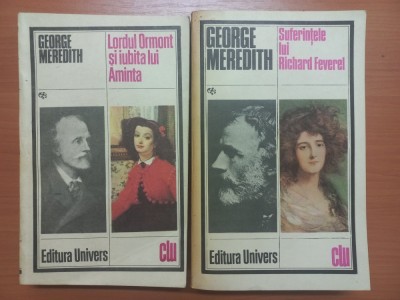 GEORGE
MEREDITH
Lordul Ormont
și iubita lui
Aminta
Editura Univers
clu
GEORGE
MEREDITH
Suferințele
lui
Richard Feverel
Editura Univers
clu